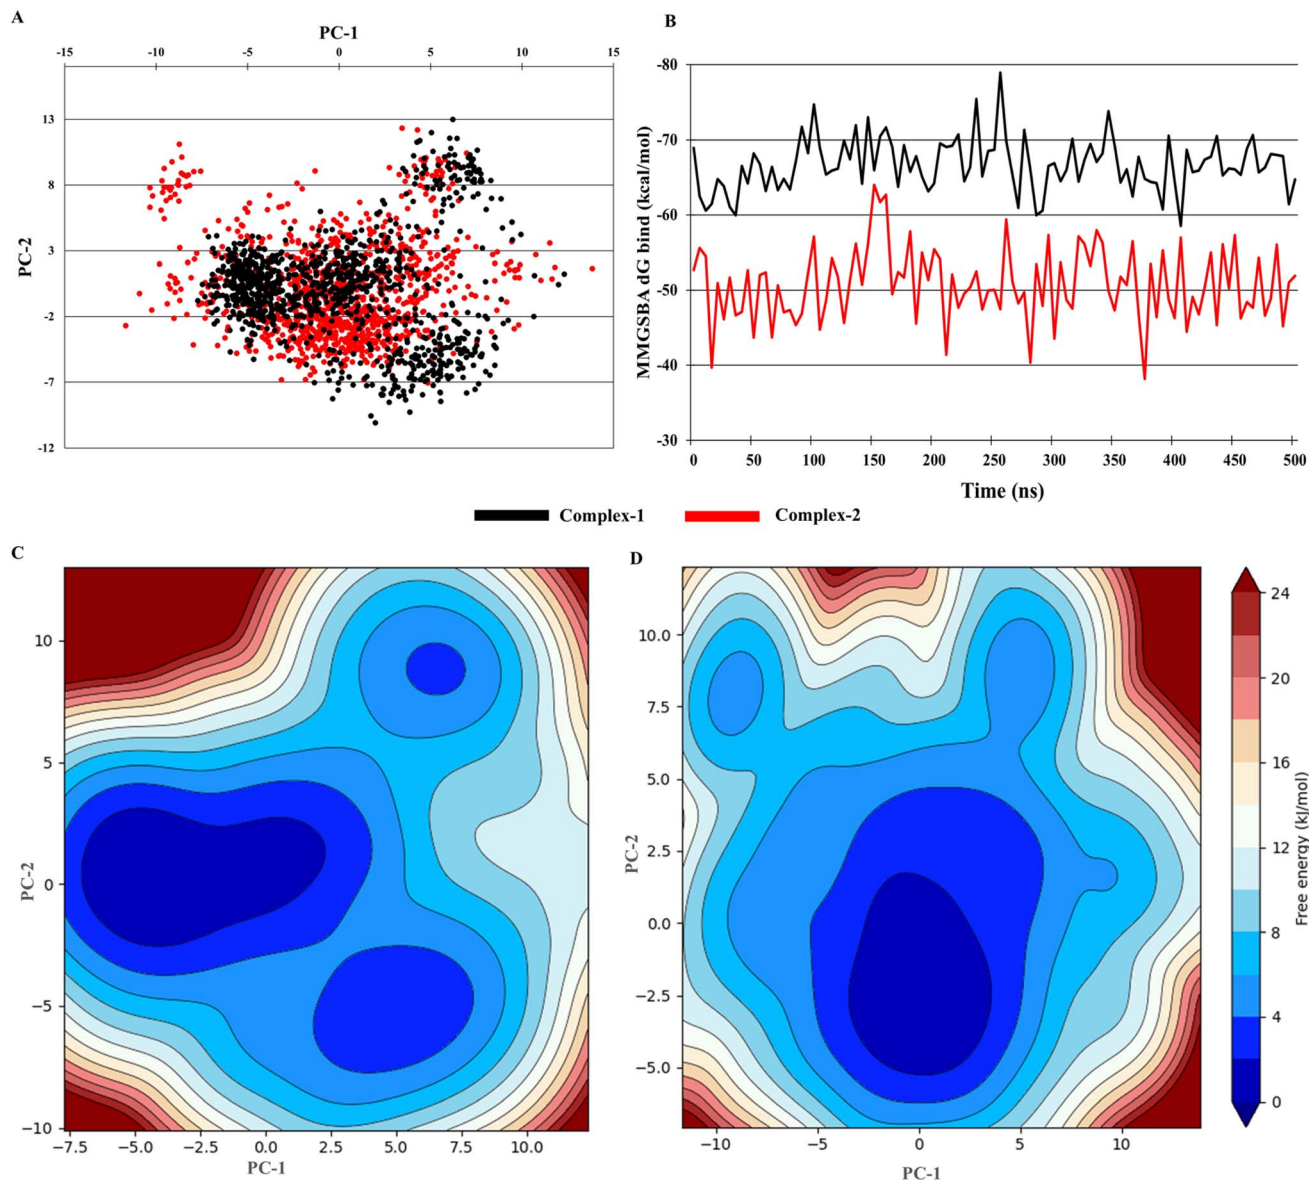 A
PC-1
-15 -10 -5 0 5 10 15
13
8
3
-2
-7
-12
PC-2
B
-80
-70
-60
-50
-40
-30
MMGSBA dG bind (kcal/mol)
0 50 100 150 200 250 300 350 400 450 500
Time (ns)
Complex-1 Complex-2
C
10
5
0
−5
−10
PC-2
−7.5 −5.0 −2.5 0.0 2.5 5.0 7.5 10.0
PC-1
D
10.0
7.5
5.0
2.5
0.0
−2.5
−5.0
PC-2
−10 −5 0 5 10
PC-1
24
20
16
12
8
4
0
Free energy (kJ/mol)